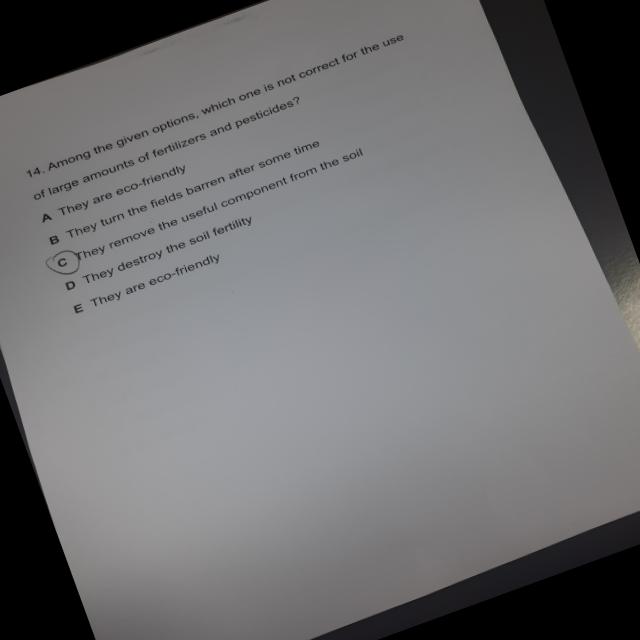 14. Among the given options, which one is not correct for the use
of large amounts of fertilizers and pesticides?
A They are eco-friendly
B They turn the fields barren after some time
C They remove the useful component from the soil
D They destroy the soil fertility
E They are eco-friendly